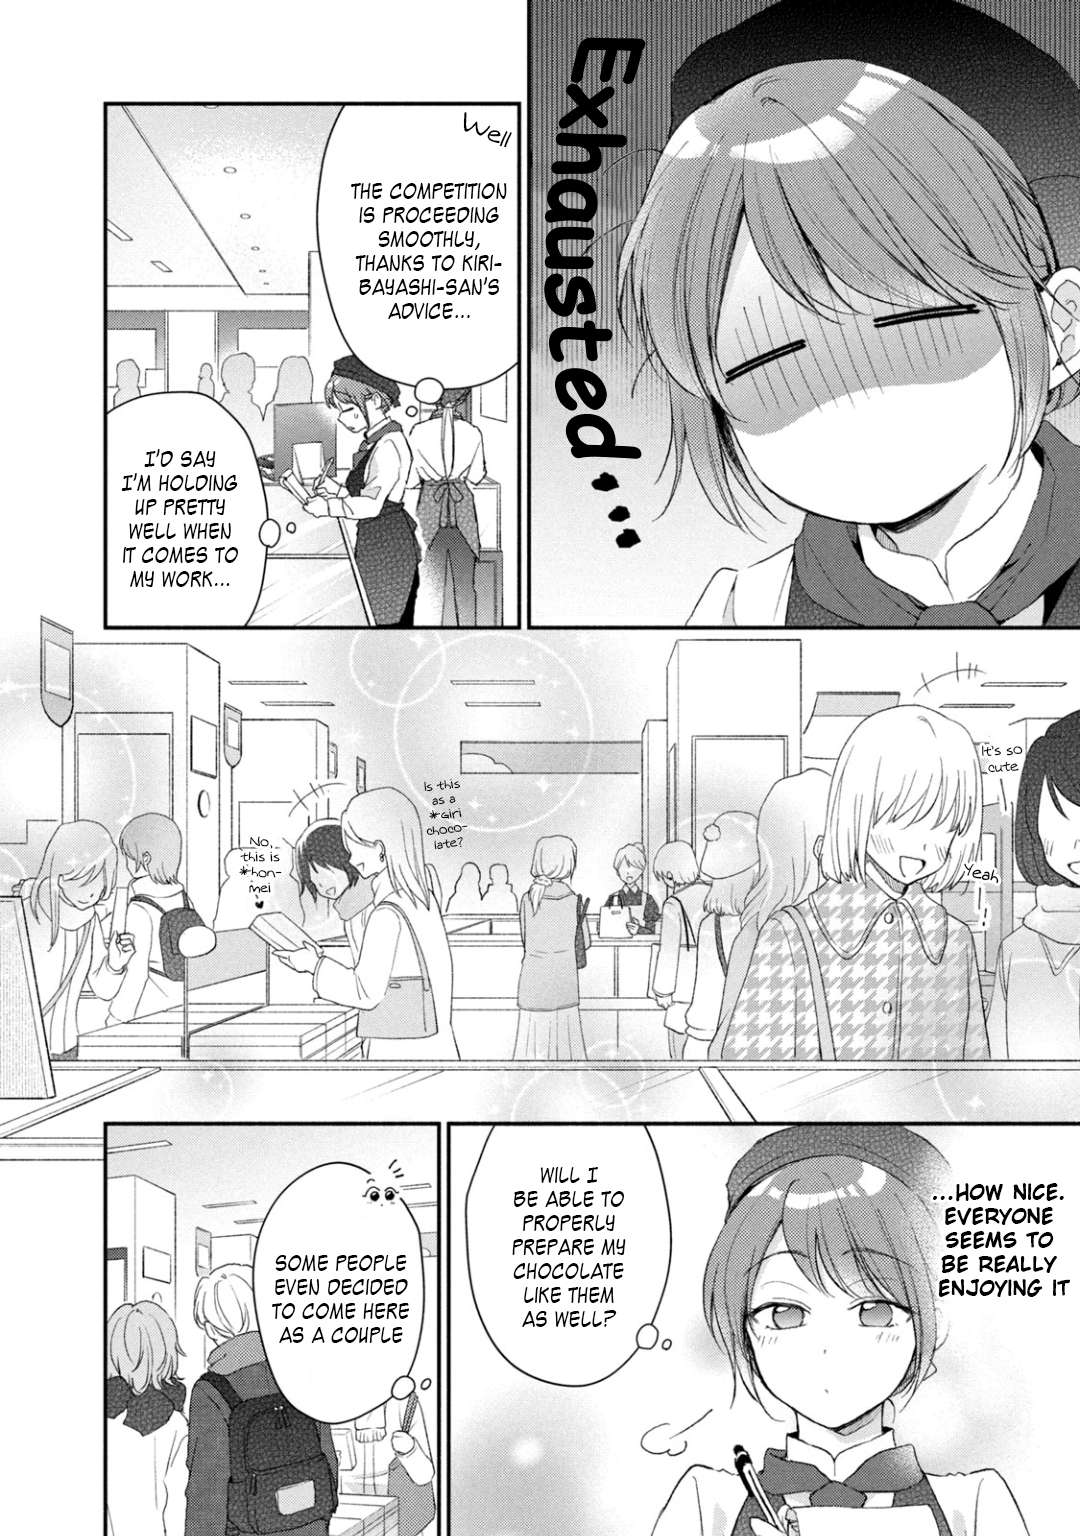 Exhausted...
Well
THE COMPETITION
IS PROCEEDING
SMOOTHLY,
THANKS TO KIRI-
BAYASHI-SAN'S
ADVICE...
I'D SAY
I'M HOLDING
UP PRETTY
WELL WHEN
IT COMES TO
MY WORK...
It's so
cute
Yeah
Is this
as a
*Giri
choco-
late?
No,
this is
*hon-
mei
♥
...HOW NICE.
EVERYONE
SEEMS TO
BE REALLY
ENJOYING IT
WILL I
BE ABLE TO
PROPERLY
PREPARE MY
CHOCOLATE
LIKE THEM
AS WELL?
SOME PEOPLE
EVEN DECIDED
TO COME HERE
AS A COUPLE